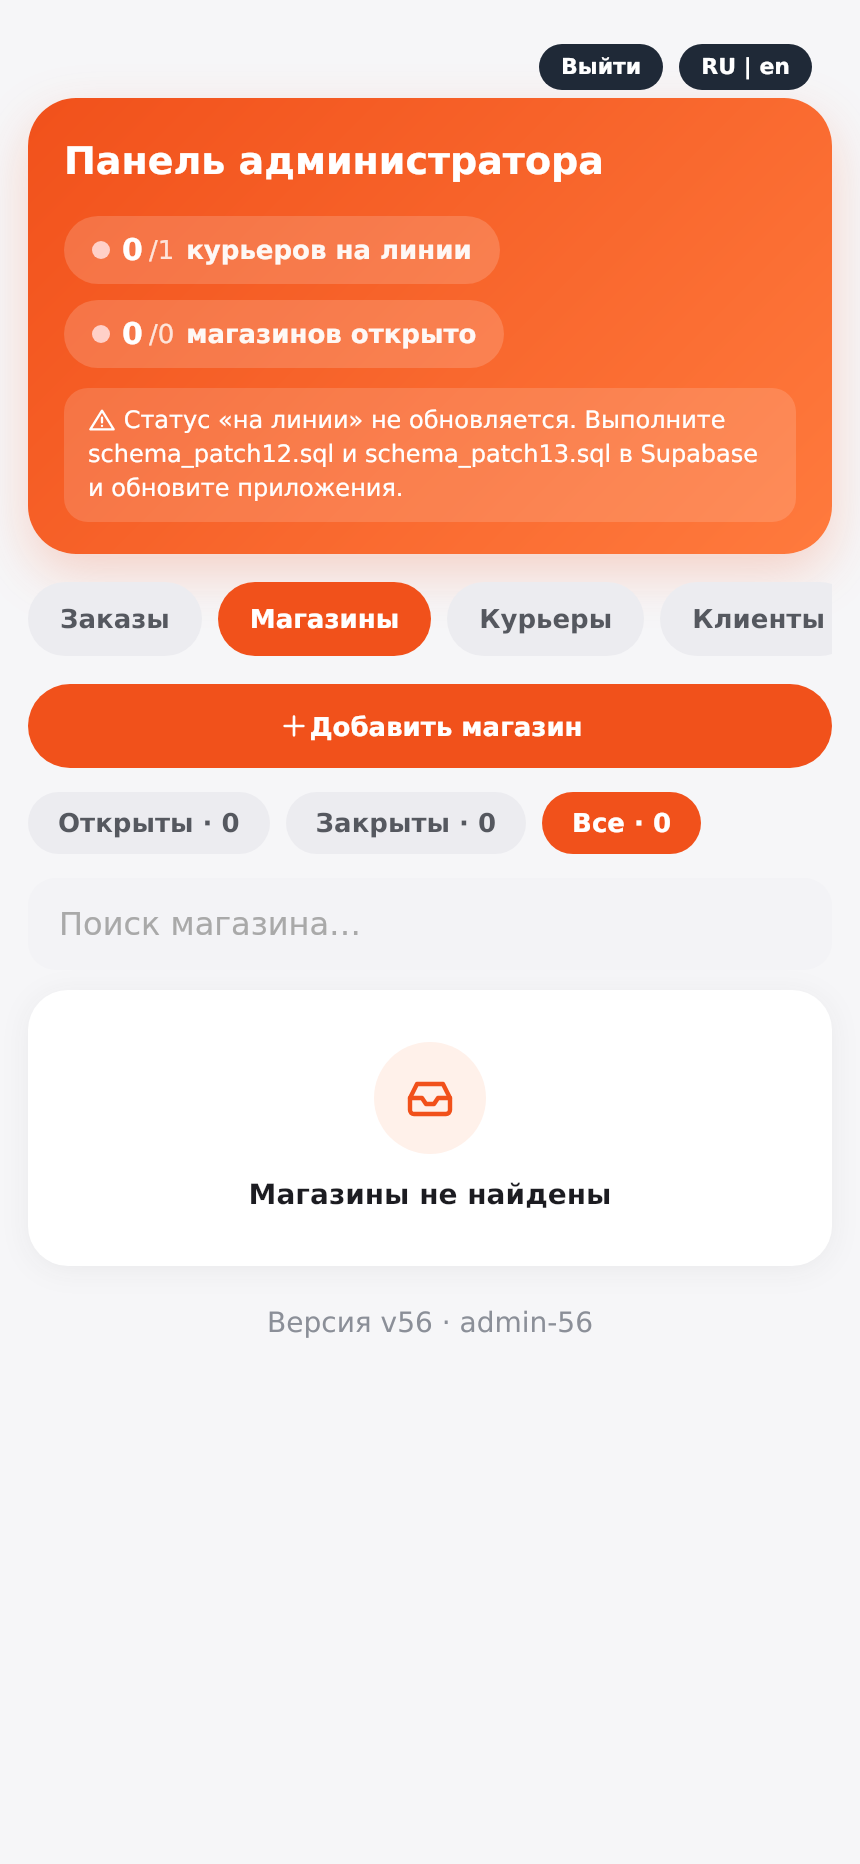 Выйти
RU | en
Панель администратора
0 /1 курьеров на линии
0 /0 магазинов открыто
Статус «на линии» не обновляется. Выполните
schema_patch12.sql и schema_patch13.sql в Supabase
и обновите приложения.
Заказы
Магазины
Курьеры
Клиенты
+Добавить магазин
Открыты · 0
Закрыты · 0
Все · 0
Поиск магазина…
Магазины не найдены
Версия v56 · admin-56